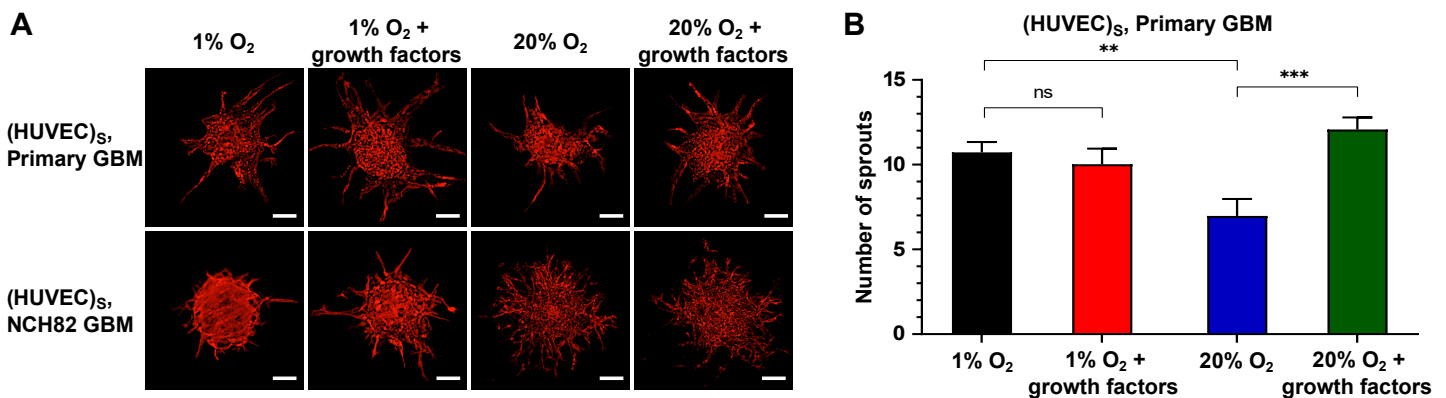 A
1% O₂
1% O₂ +
growth factors
20% O₂
20% O₂ +
growth factors
(HUVEC)S,
Primary GBM
(HUVEC)S,
NCH82 GBM
B
(HUVEC)S, Primary GBM
**
***
ns
Number of sprouts
15
10
5
0
1% O₂
1% O₂ +
growth factors
20% O₂
20% O₂ +
growth factors